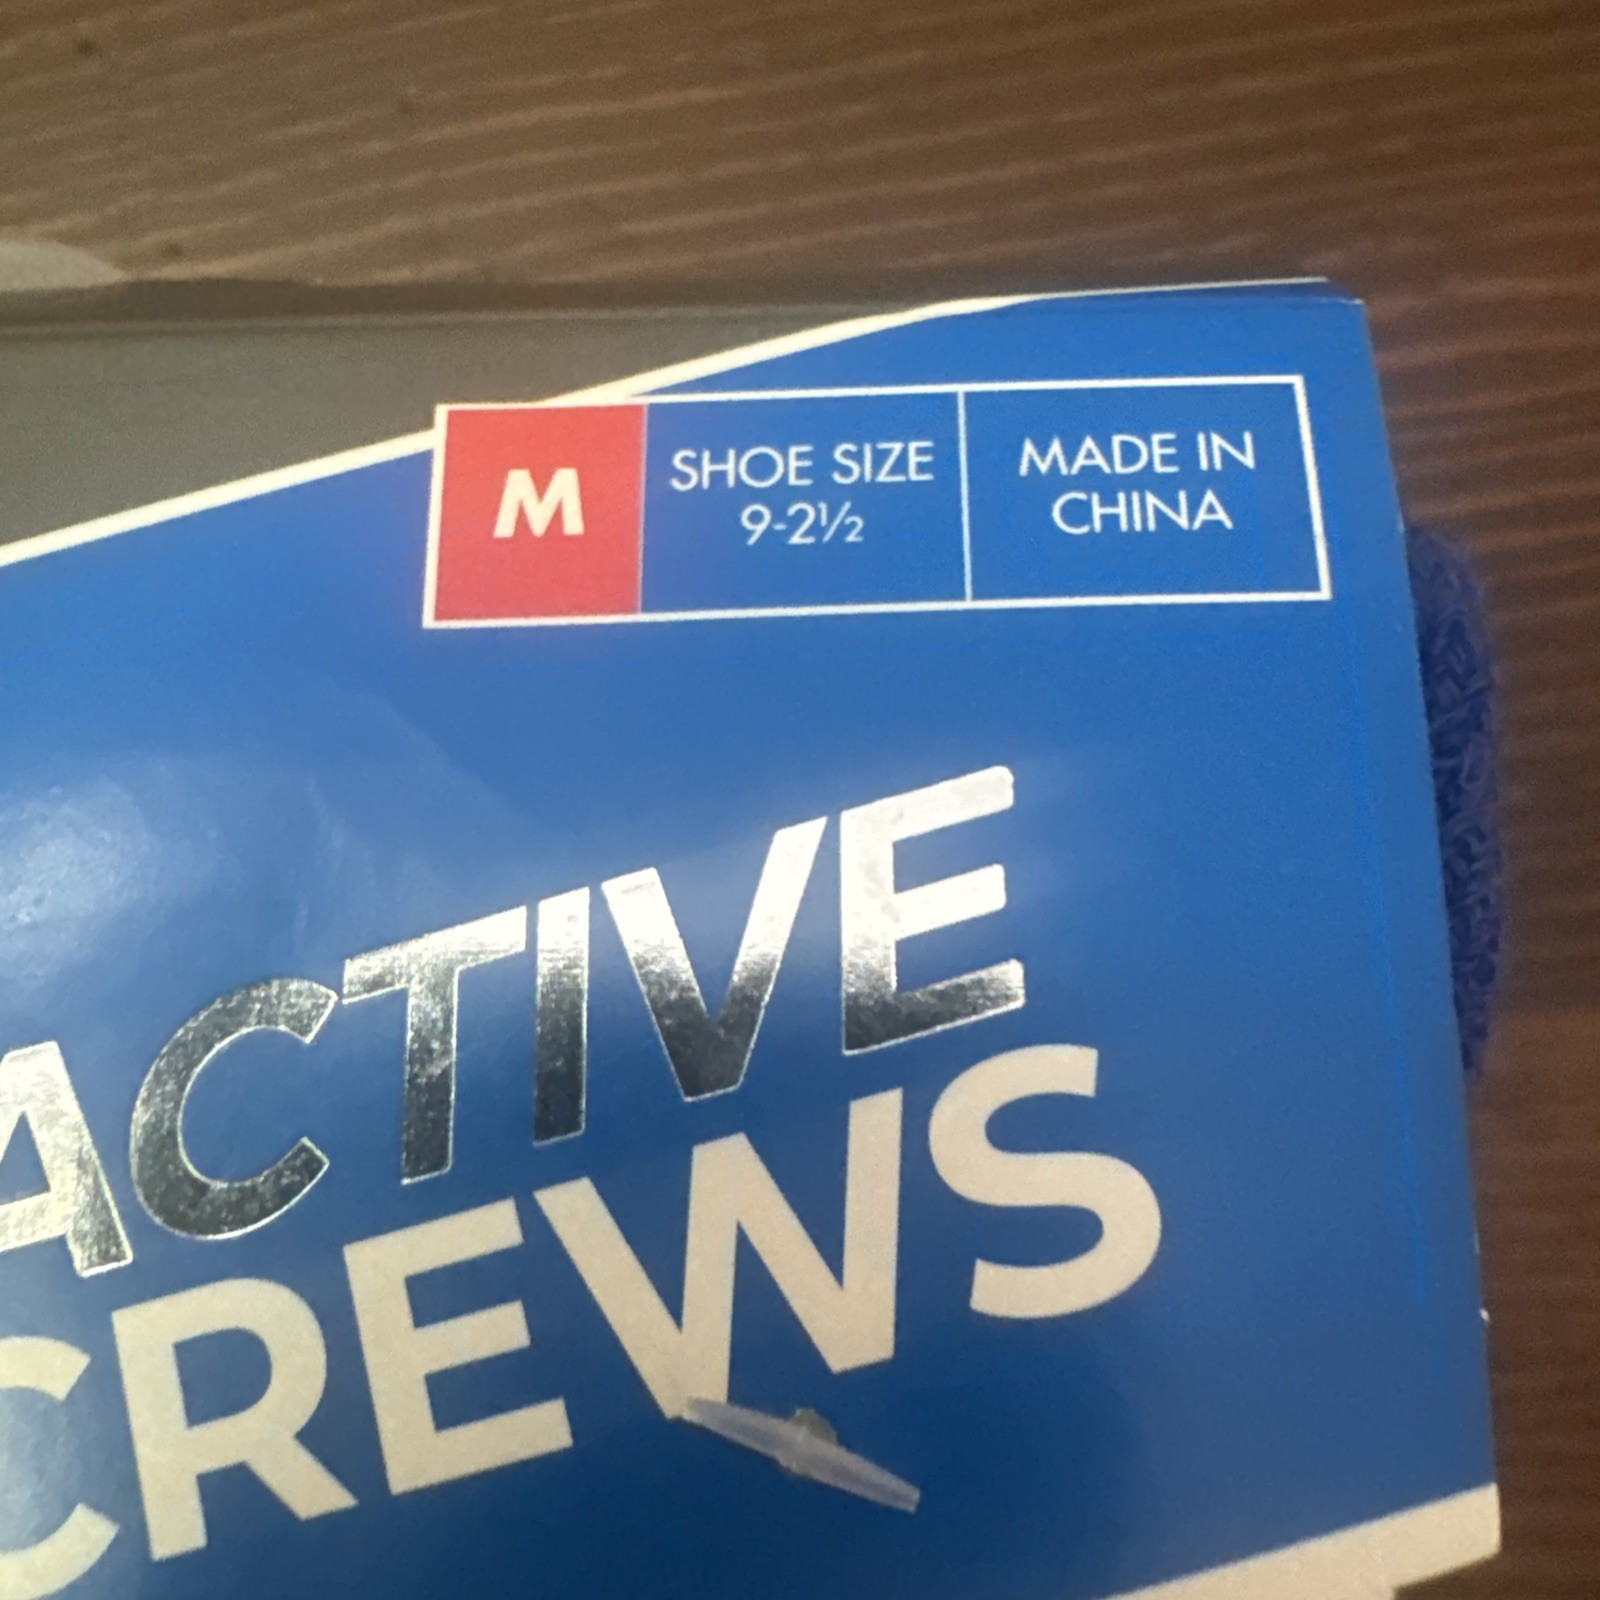 M
SHOE SIZE
9-2½
MADE IN
CHINA
ACTIVE
CREWS